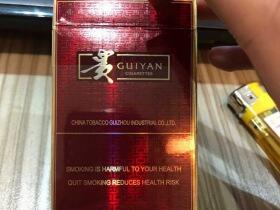 贵 GUIYAN
CIGARETTES
CHINA TOBACCO GUIZHOU INDUSTRIAL CO.,LTD.
SMOKING IS HARMFUL TO YOUR HEALTH
QUIT SMOKING REDUCES HEALTH RISK